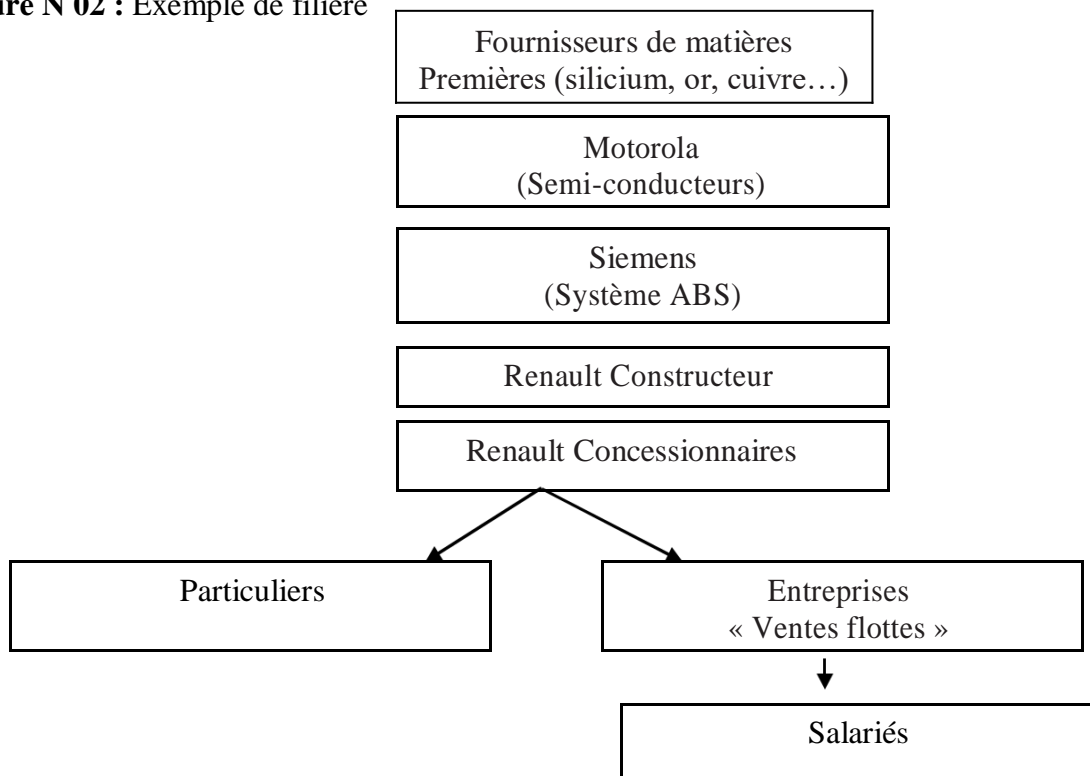 ure N 02 : Exemple de filière
Fournisseurs de matières
Premières (silicium, or, cuivre…)
Motorola
(Semi-conducteurs)
Siemens
(Système ABS)
Renault Constructeur
Renault Concessionnaires
Particuliers
Entreprises
« Ventes flottes »
Salariés